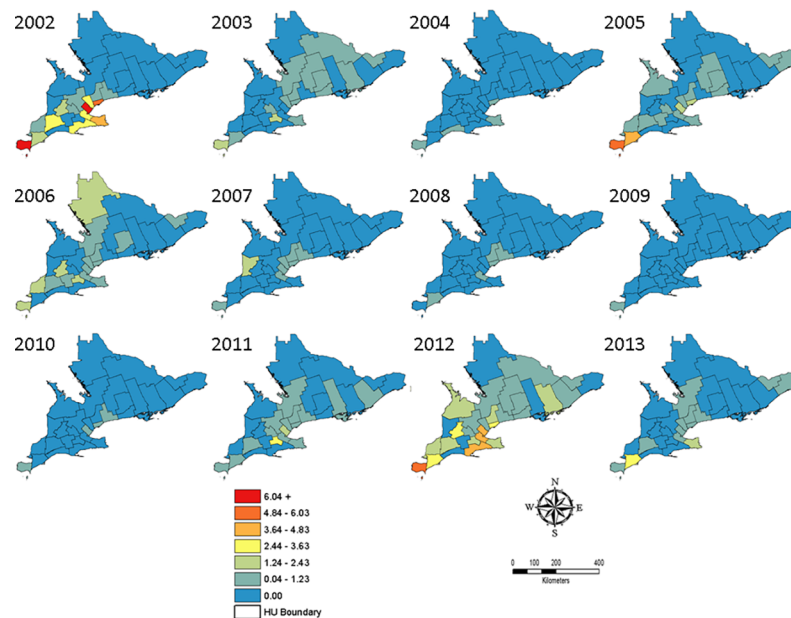 2002 2003 2004 2005
2006 2007 2008 2009
2010 2011 2012 2013
6.04 +
4.84 - 6.03
3.64 - 4.83
2.44 - 3.63
1.24 - 2.43
0.04 - 1.23
0.00
HU Boundary
N
W E
S
0 100 200 400
Kilometers